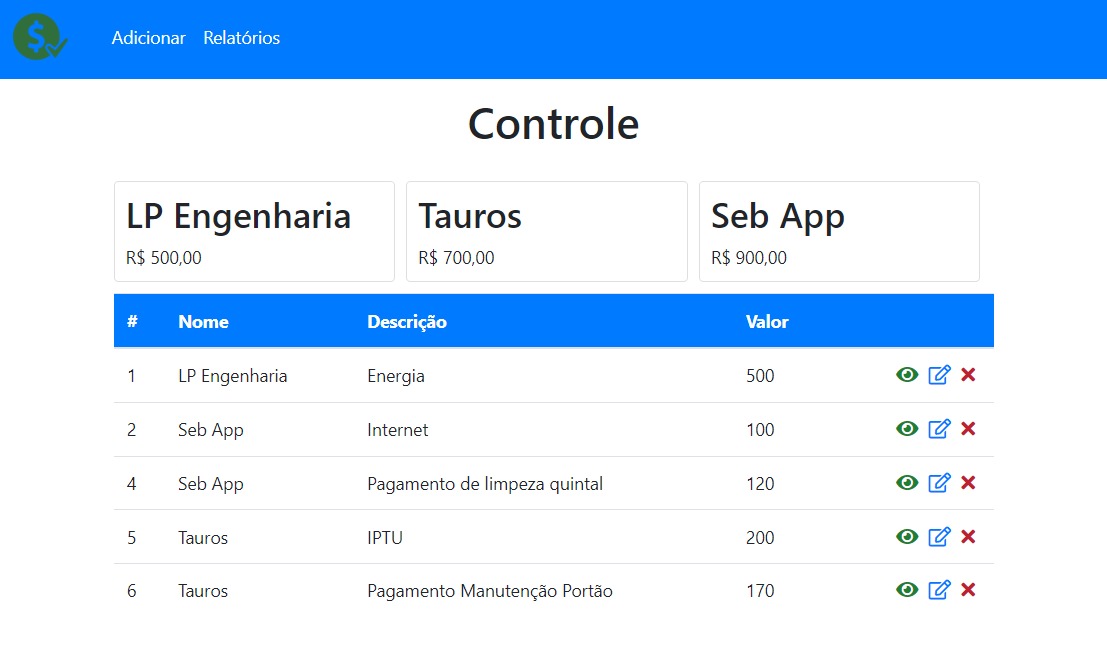 $
Adicionar Relatórios
Controle
LP Engenharia Tauros Seb App
R$ 500,00 R$ 700,00 R$ 900,00
# Nome Descrição Valor
1 LP Engenharia Energia 500
2 Seb App Internet 100
4 Seb App Pagamento de limpeza quintal 120
5 Tauros IPTU 200
6 Tauros Pagamento Manutenção Portão 170